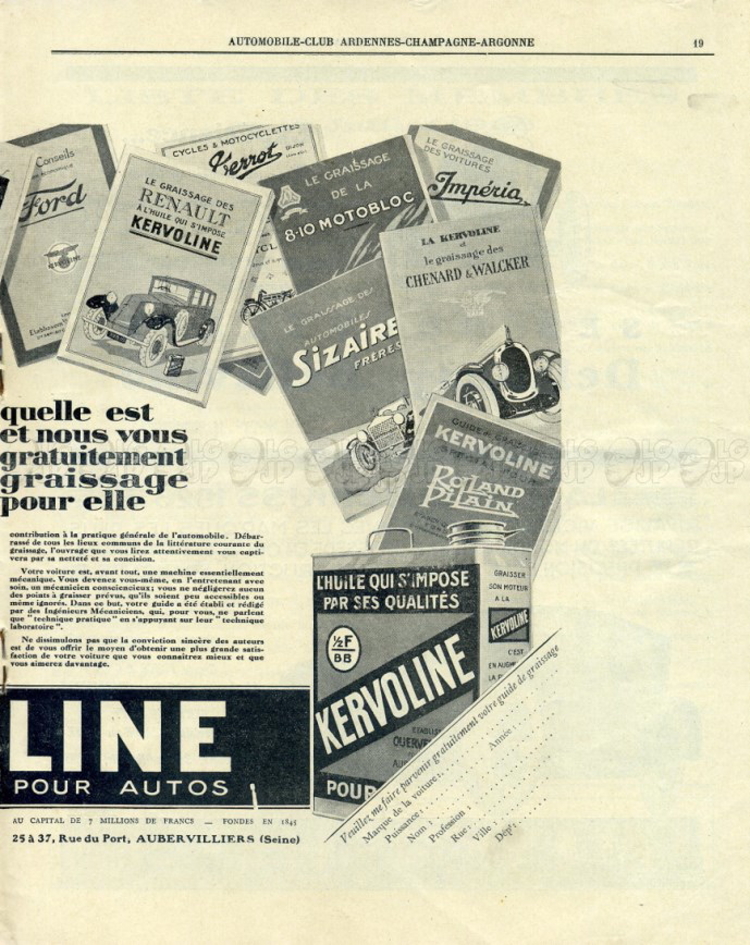 AUTOMOBILE-CLUB ARDENNES-CHAMPAGNE-ARGONNE
19
Conseils
Ford
LE GRAISSAGE DES
RENAULT
A L'HUILE QUI S'IMPOSE
KERVOLINE
CYCLES & MOTOCYCLETTES
Terrot
DIJON
LE GRAISSAGE
DE LA
8-10 MOTOBLOC
LE GRAISSAGE
DES VOITURES
Impéria
LE GRAISSAGE DES
AUTOMOBILES
SIZAIRE
FRÈRES
LA KERVOLINE
et
le graissage des
CHENARD & WALCKER
GUIDE de GRAISSAGE
KERVOLINE
ROLLAND
PILAIN
quelle est
et nous vous
gratuitement
graissage
pour elle
contribution à la pratique générale de l'automobile. Débar-
rassé de tous les lieux communs de la littérature courante du
graissage, l'ouvrage que vous lirez attentivement vous capti-
vera par sa netteté et sa concision.
Votre voiture est, avant tout, une machine essentiellement
mécanique. Vous devenez vous-même, en l'entretenant avec
soin, un mécanicien consciencieux; vous ne négligerez aucun
des points à graisser prévus, qu'ils soient peu accessibles ou
même ignorés. Dans ce but, votre guide a été établi et rédigé
par des Ingénieurs Mécaniciens, qui, pour vous, ne parlent
que "technique pratique" en s'appuyant sur leur "technique
laboratoire".
Ne dissimulons pas que la conviction sincère des auteurs
est de vous offrir le moyen d'obtenir une plus grande satis-
faction de votre voiture que vous connaîtrez mieux et que
vous aimerez davantage.
L'HUILE QUI S'IMPOSE
PAR SES QUALITÉS
½F
BB
KERVOLINE
POUR
GRAISSER
SON MOTEUR
A LA
KERVOLINE
C'EST
LINE
POUR AUTOS
AU CAPITAL DE 7 MILLIONS DE FRANCS — FONDÉS EN 1845
25 à 37, Rue du Port, AUBERVILLIERS (Seine)
Veuillez me faire parvenir gratuitement votre guide de graissage
Marque de la voiture:
Puissance: Année:
Nom:
Profession:
Rue:
Ville: Dépt: